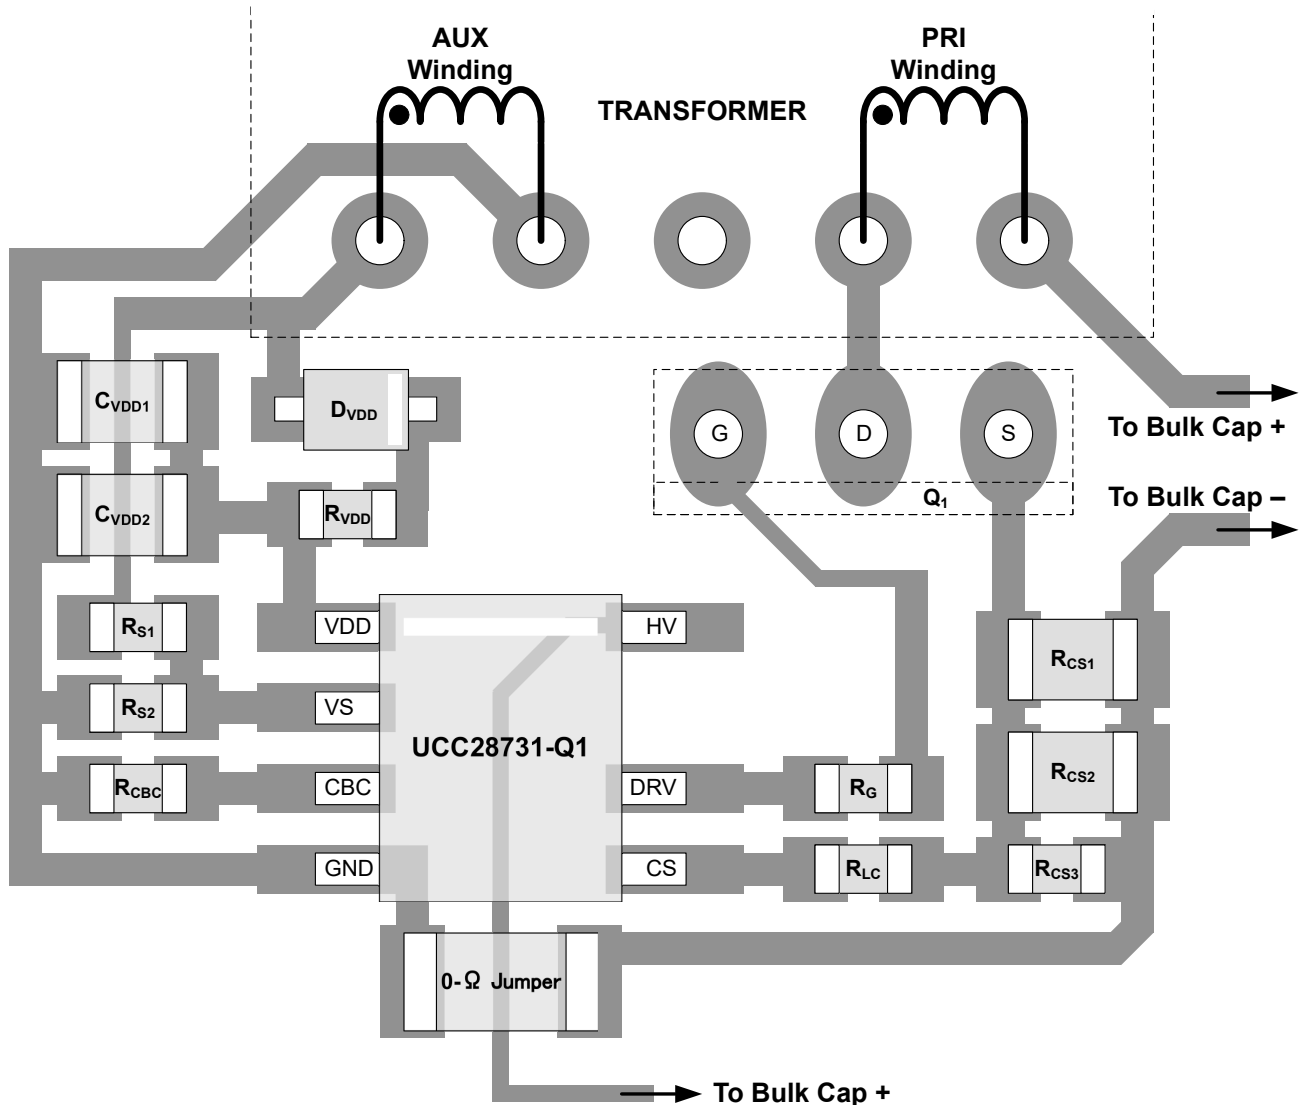 AUX
Winding
PRI
Winding
TRANSFORMER
CVDD1
DVDD
G
D
S
To Bulk Cap +
Q1
To Bulk Cap –
CVDD2
RVDD
RS1
VDD
HV
RCS1
RS2
VS
UCC28731-Q1
RCS2
RCBC
CBC
DRV
RG
GND
CS
RLC
RCS3
0-Ω Jumper
To Bulk Cap +